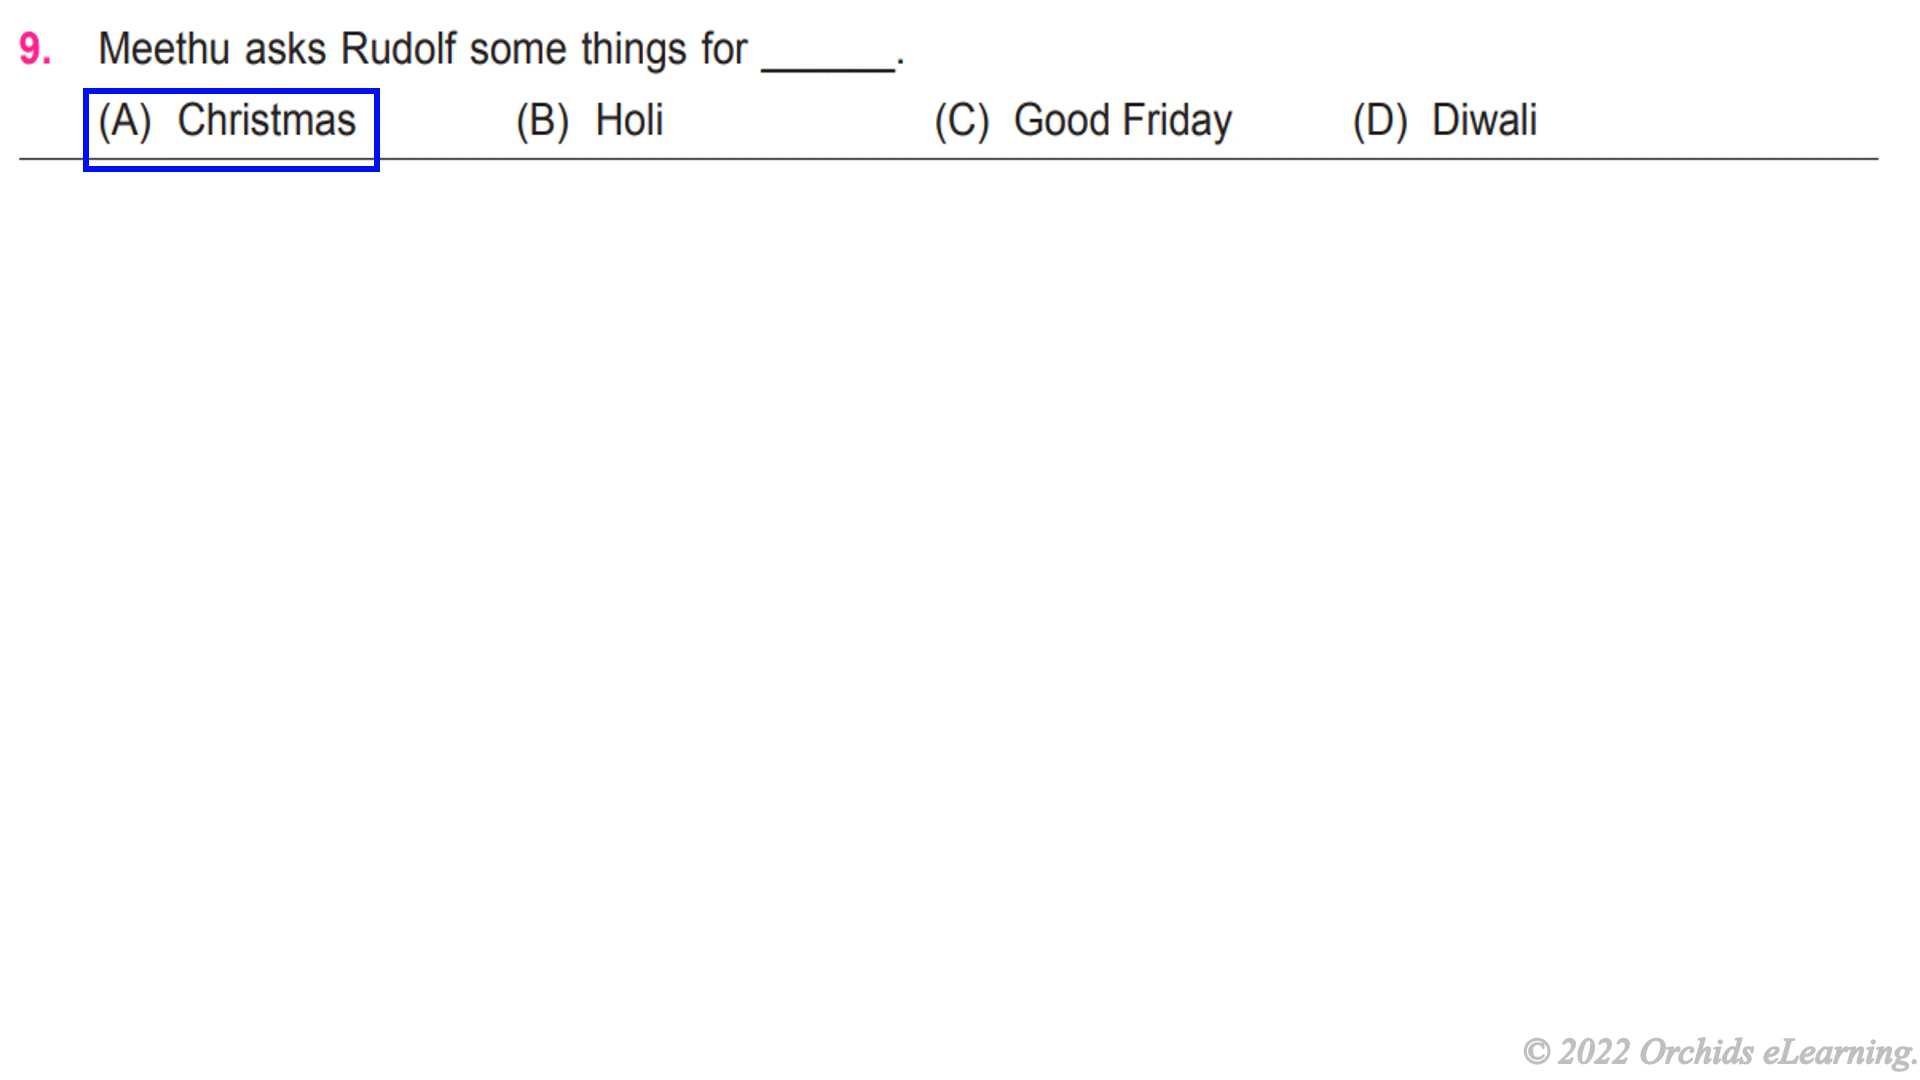 9. Meethu asks Rudolf some things for ______.
(A) Christmas (B) Holi (C) Good Friday (D) Diwali
© 2022 Orchids eLearning.